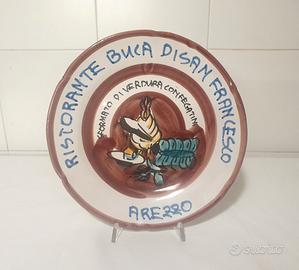 RISTORANTE BUCA DI SAN FRANCESCO
SFORMATO DI VERDURA CON FEGATINI
AREZZO
subito